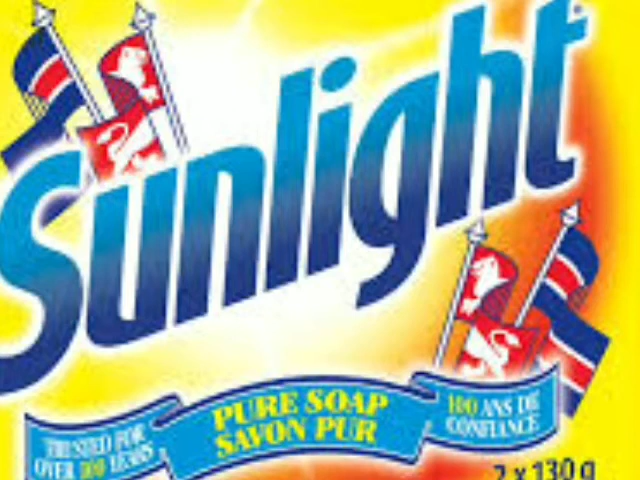 Sunlight
PURE SOAP
SAVON PUR
TRUSTED FOR
OVER 100 YEARS
100 ANS DE
CONFIANCE
2 x 130 g